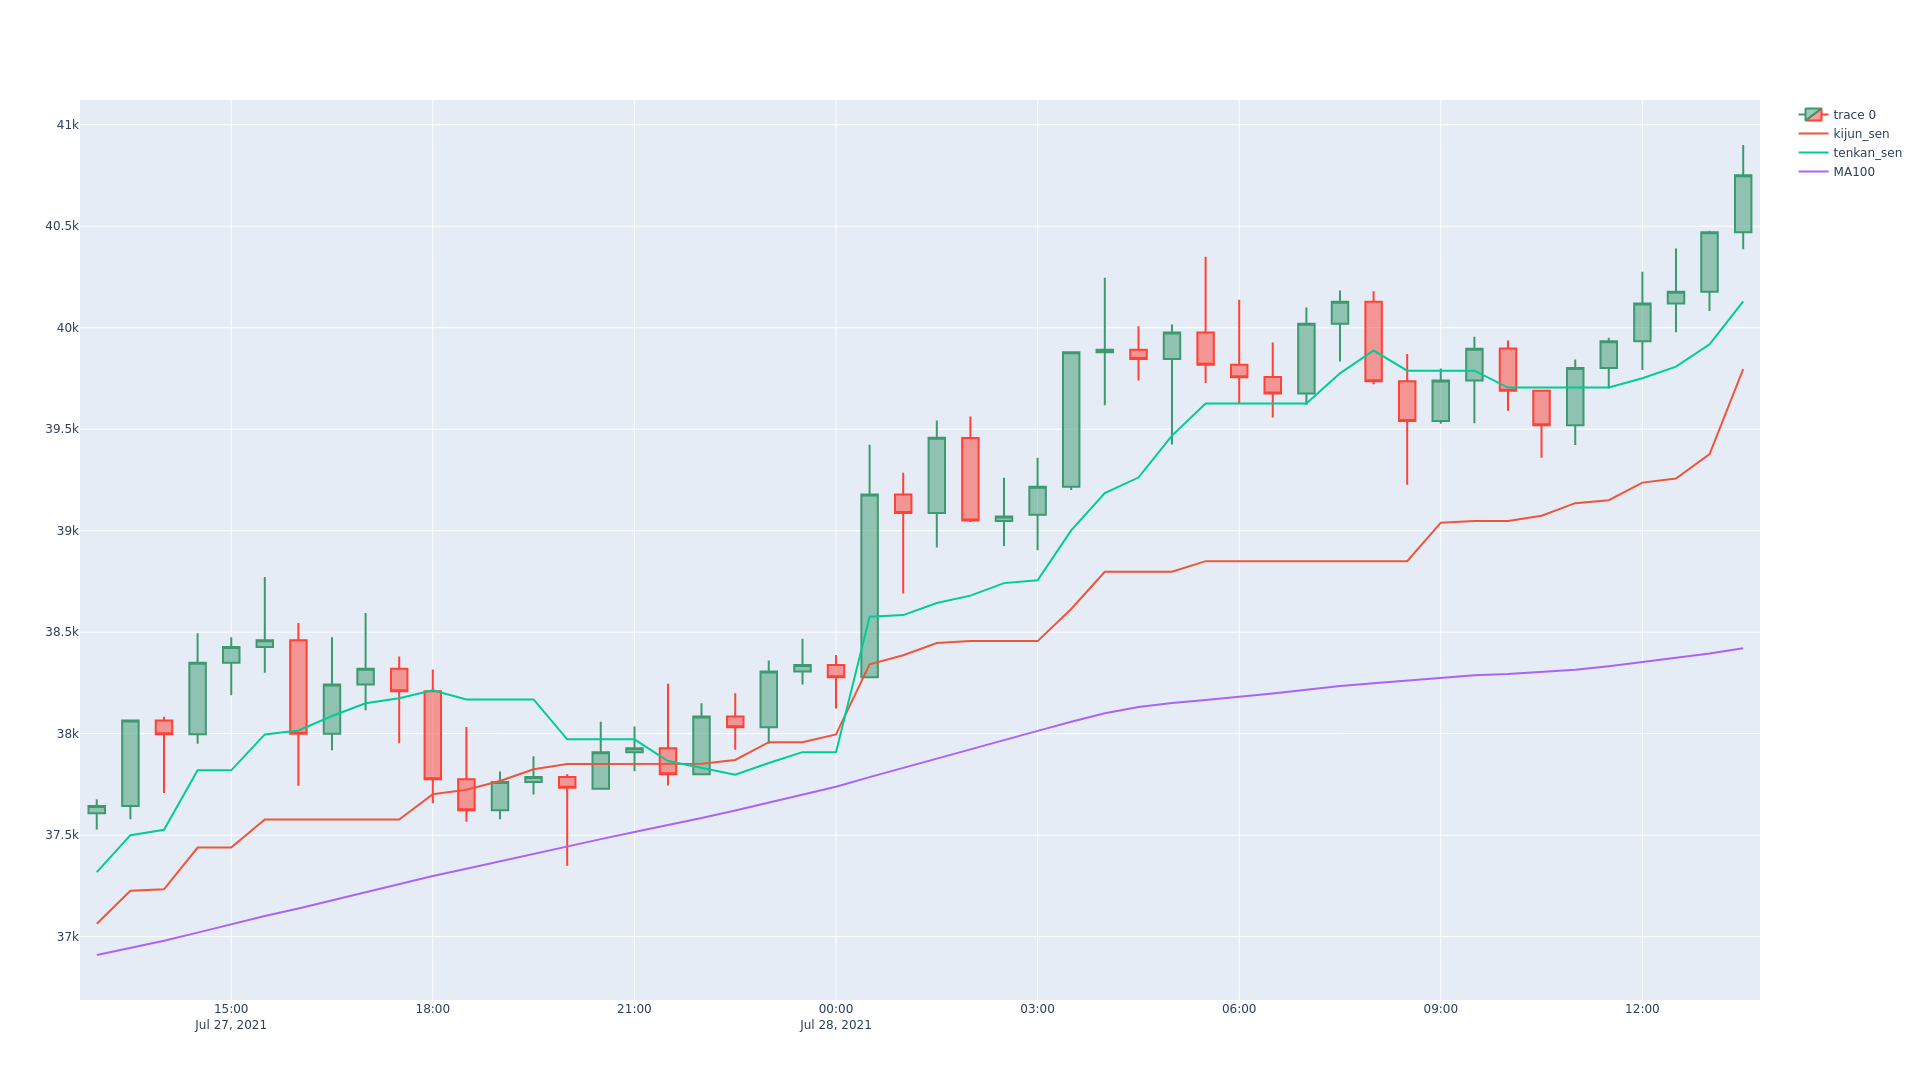 41k
40.5k
40k
39.5k
39k
38.5k
38k
37.5k
37k
15:00
Jul 27, 2021
18:00
21:00
00:00
Jul 28, 2021
03:00
06:00
09:00
12:00
trace 0
kijun_sen
tenkan_sen
MA100